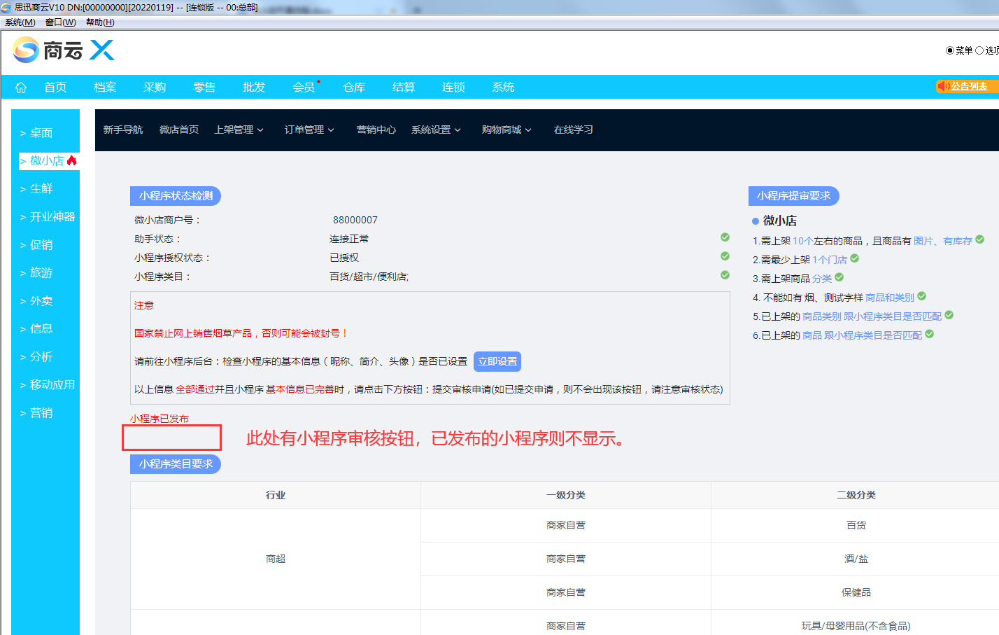 思迅商云V10 DN:[00000000][20220119] -- [连锁版 -- 00:总部]
系统(M) 窗口(W) 帮助(H)
商云 X
菜单 选项
首页 档案 采购 零售 批发 会员 仓库 结算 连锁 系统
公告列表
> 桌面
> 微小店
> 生鲜
> 开业神器
> 促销
> 旅游
> 外卖
> 信息
> 分析
> 移动应用
> 营销
新手导航 微店首页 上架管理 订单管理 营销中心 系统设置 购物商城 在线学习
小程序状态检测
微小店商户号： 88000007
助手状态： 连接正常
小程序授权状态： 已授权
小程序类目： 百货/超市/便利店;
注意
国家禁止网上销售烟草产品，否则可能会被封号！
请前往小程序后台：检查小程序的基本信息（昵称、简介、头像）是否已设置 立即设置
以上信息 全部通过并且小程序 基本信息已完善时，请点击下方按钮：提交审核申请(如已提交申请，则不会出现该按钮，请注意审核状态)
小程序已发布
此处有小程序审核按钮，已发布的小程序则不显示。
小程序提审要求
微小店
1.需上架 10个左右的商品，且商品有 图片、有库存
2.需最少上架 1个门店
3.需上架商品 分类
4. 不能如有 烟、测试字样 商品和类别
5.已上架的 商品类别 跟小程序类目是否匹配
6.已上架的 商品 跟小程序类目是否匹配
小程序类目要求
行业 一级分类 二级分类
商家自营 百货
商超 商家自营 酒/盐
商家自营 保健品
商家自营 玩具/母婴用品(不含食品)